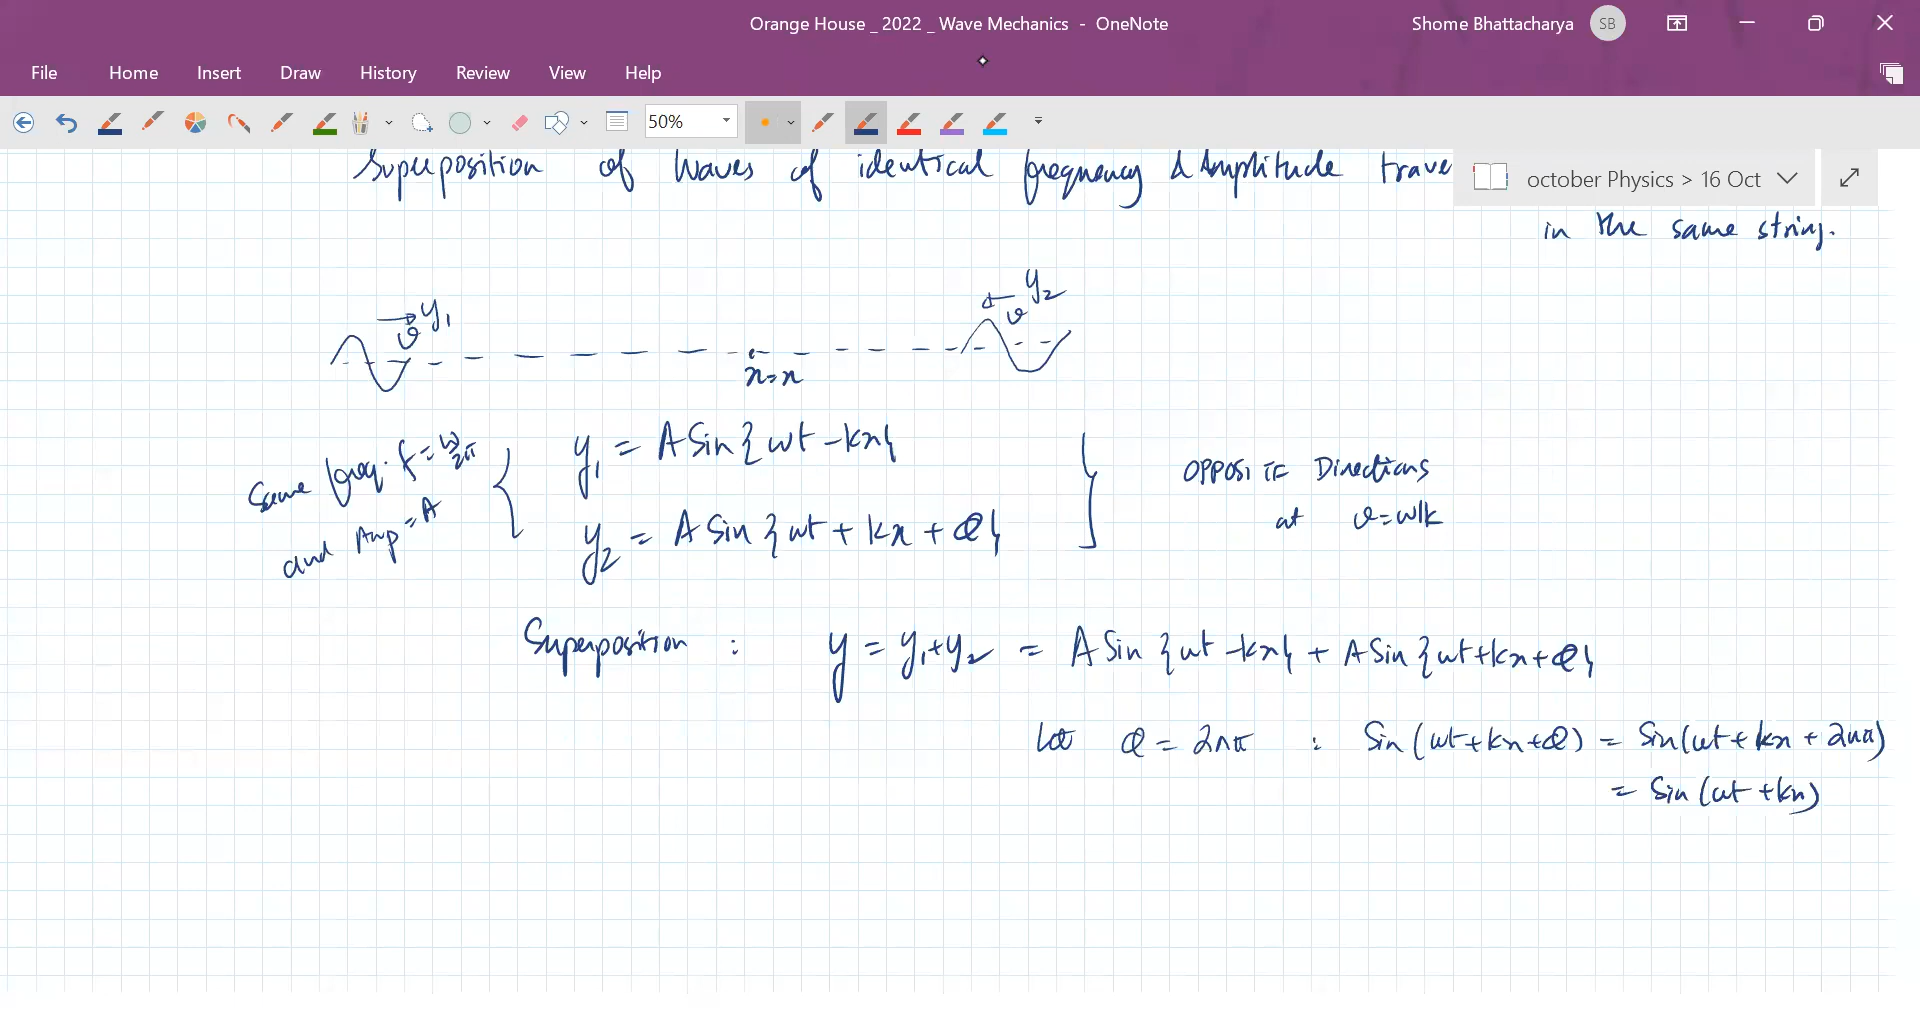 Orange House _ 2022 _ Wave Mechanics - OneNote
Shome Bhattacharya SB
File Home Insert Draw History Review View Help
50%
october Physics > 16 Oct
Superposition of Waves of identical frequency & Amplitude trave
in the same string.
y₁
v
y₂
v
x=x
Same freq. f=ω/2π
and Amp=A
y₁ = A Sin{ωt-kx}
y₂ = A Sin{ωt + kx + φ}
OPPOSITE Directions
at v=ω/k
Superposition : y = y₁+y₂ = A Sin{ωt-kx} + A Sin{ωt+kx+φ}
let φ = 2nπ : Sin(ωt+kx+φ) = Sin(ωt+kx+2nπ)
= Sin(ωt+kx)